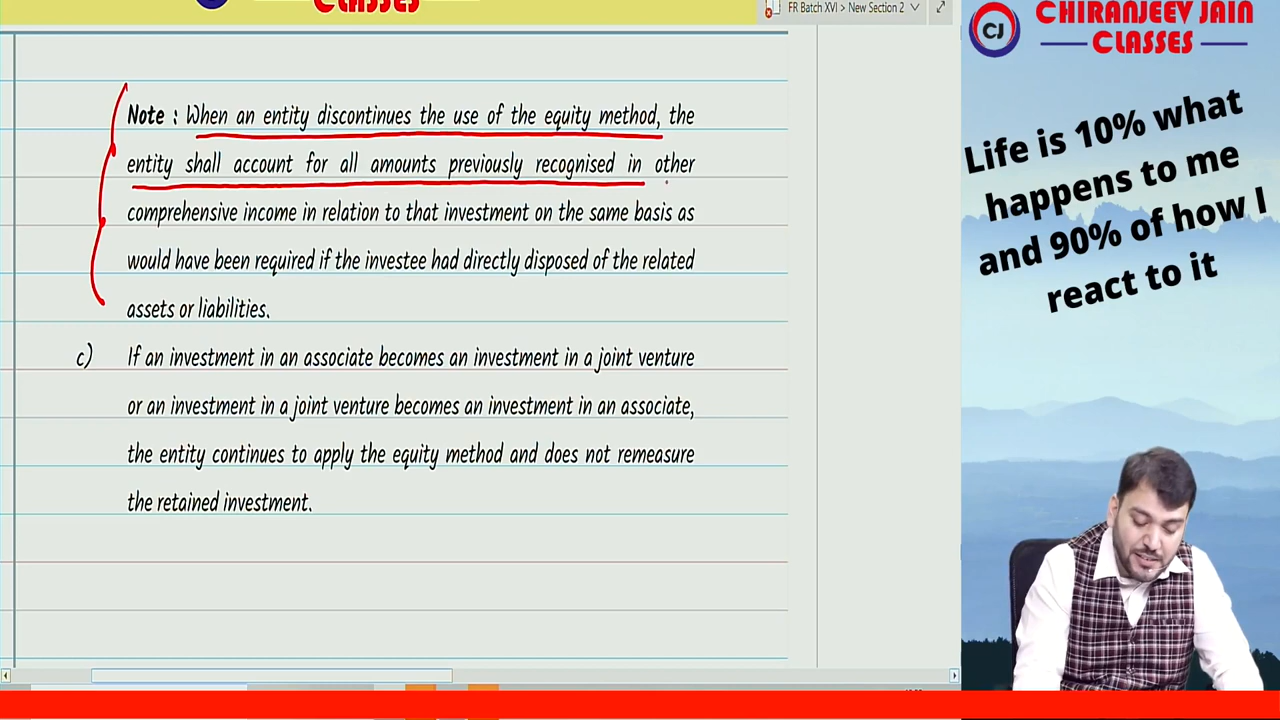 CLASSES
FR Batch XVI > New Section 2
Note : When an entity discontinues the use of the equity method, the
entity shall account for all amounts previously recognised in other
comprehensive income in relation to that investment on the same basis as
would have been required if the investee had directly disposed of the related
assets or liabilities.
c) If an investment in an associate becomes an investment in a joint venture
or an investment in a joint venture becomes an investment in an associate,
the entity continues to apply the equity method and does not remeasure
the retained investment.
CJ
CHIRANJEEV JAIN
CLASSES
Life is 10% what
happens to me
and 90% of how I
react to it